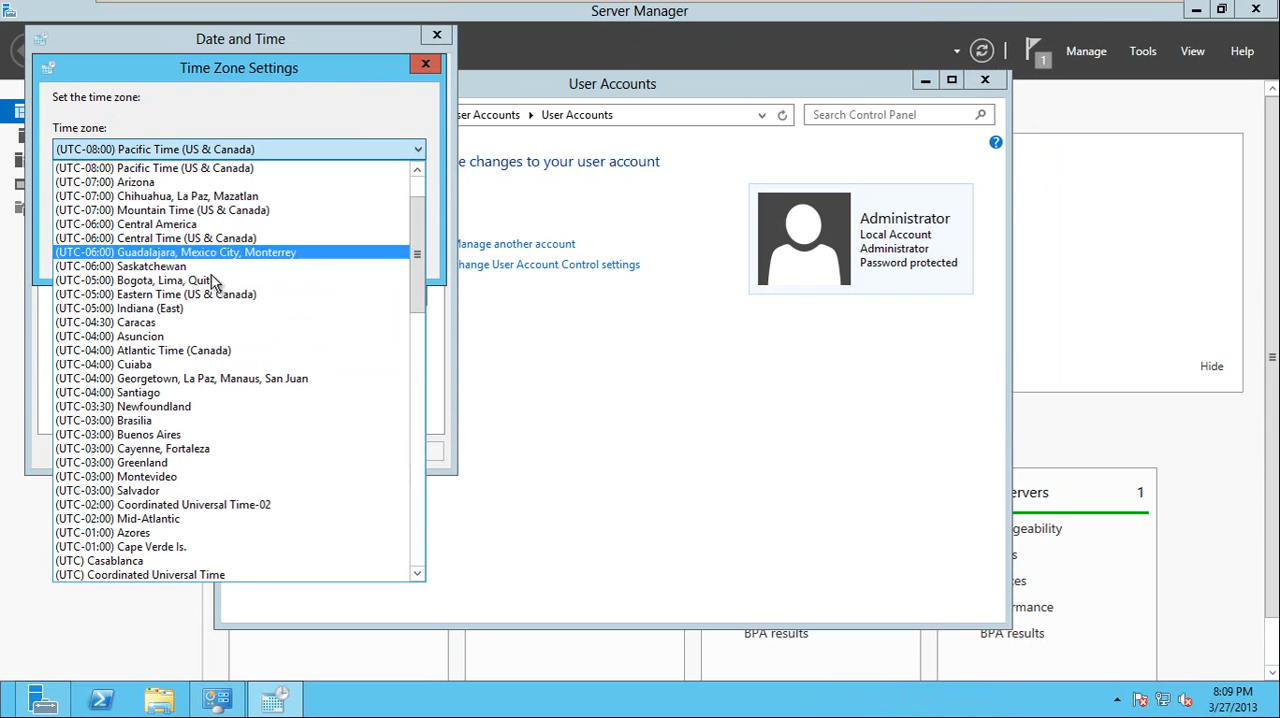 Server Manager
Manage
Tools
View
Help
1
Date and Time
Time Zone Settings
Set the time zone:
Time zone:
(UTC-08:00) Pacific Time (US & Canada)
(UTC-08:00) Pacific Time (US & Canada)
(UTC-07:00) Arizona
(UTC-07:00) Chihuahua, La Paz, Mazatlan
(UTC-07:00) Mountain Time (US & Canada)
(UTC-06:00) Central America
(UTC-06:00) Central Time (US & Canada)
(UTC-06:00) Guadalajara, Mexico City, Monterrey
(UTC-06:00) Saskatchewan
(UTC-05:00) Bogota, Lima, Quit
(UTC-05:00) Eastern Time (US & Canada)
(UTC-05:00) Indiana (East)
(UTC-04:30) Caracas
(UTC-04:00) Asuncion
(UTC-04:00) Atlantic Time (Canada)
(UTC-04:00) Cuiaba
(UTC-04:00) Georgetown, La Paz, Manaus, San Juan
(UTC-04:00) Santiago
(UTC-03:30) Newfoundland
(UTC-03:00) Brasilia
(UTC-03:00) Buenos Aires
(UTC-03:00) Cayenne, Fortaleza
(UTC-03:00) Greenland
(UTC-03:00) Montevideo
(UTC-03:00) Salvador
(UTC-02:00) Coordinated Universal Time-02
(UTC-02:00) Mid-Atlantic
(UTC-01:00) Azores
(UTC-01:00) Cape Verde Is.
(UTC) Casablanca
(UTC) Coordinated Universal Time
User Accounts
ser Accounts
User Accounts
Search Control Panel
e changes to your user account
Administrator
Local Account
Administrator
Password protected
anage another account
hange User Account Control settings
Hide
ervers 1
geability
s
ces
rmance
BPA results
BPA results
8:09 PM
3/27/2013